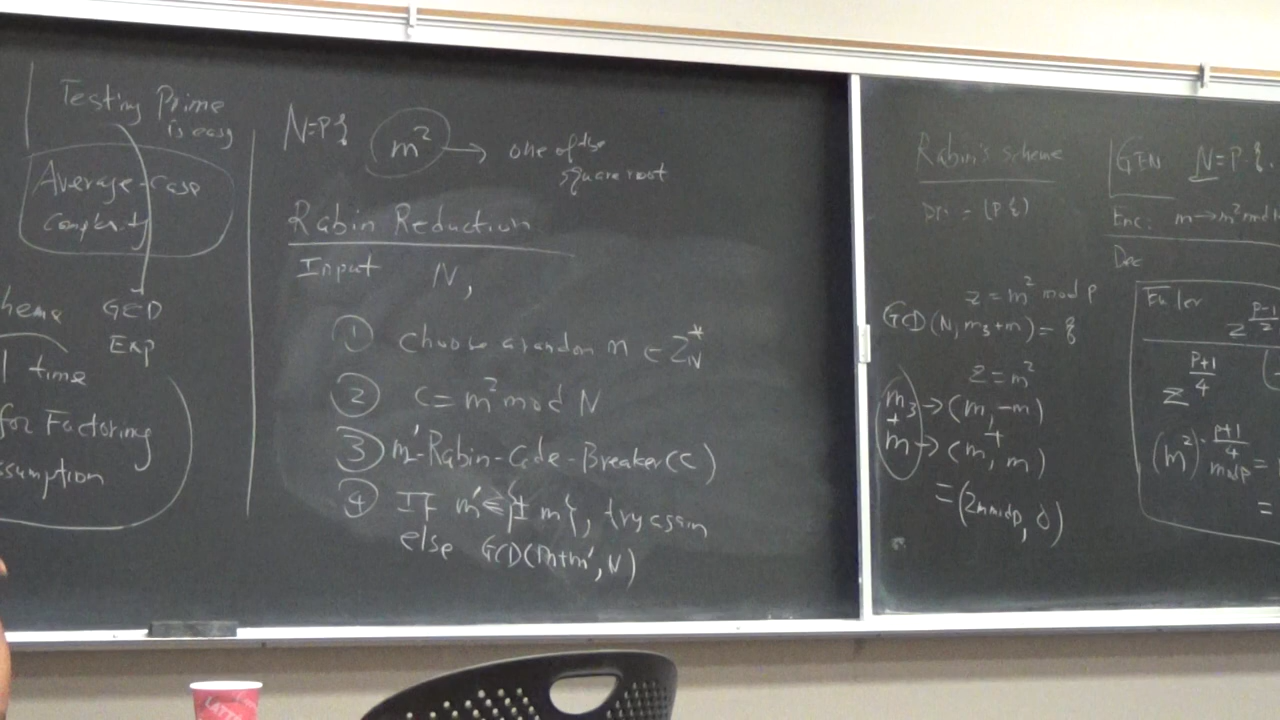 Testing Prime
is easy
Average-case
complexity
heme GCD
EXP
l time
for Factoring
ssumption
N=Pq m² → one of the
square root
Rabin Reduction
Input N,
① choose a random m ∈ Z*N
② c=m² mod N
③ m'-Rabin-Code-Breaker(c)
④ If m' ∈ {± m}, try again
else GCD(m+m', N)
Rabin's scheme
= (P q)
z = m² mod p
GCD(N, m₃+m) = q
z = m²
m₃ → (m, -m)
+ +
m → (m, m)
= (2m mod p, 0)
GEN N=P q.
Enc: m → m² mod
Dec
Euler z^(p-1)/2
z^(p+1)/4
(m²)^(p+1)/4 mod p =
=
LATTE